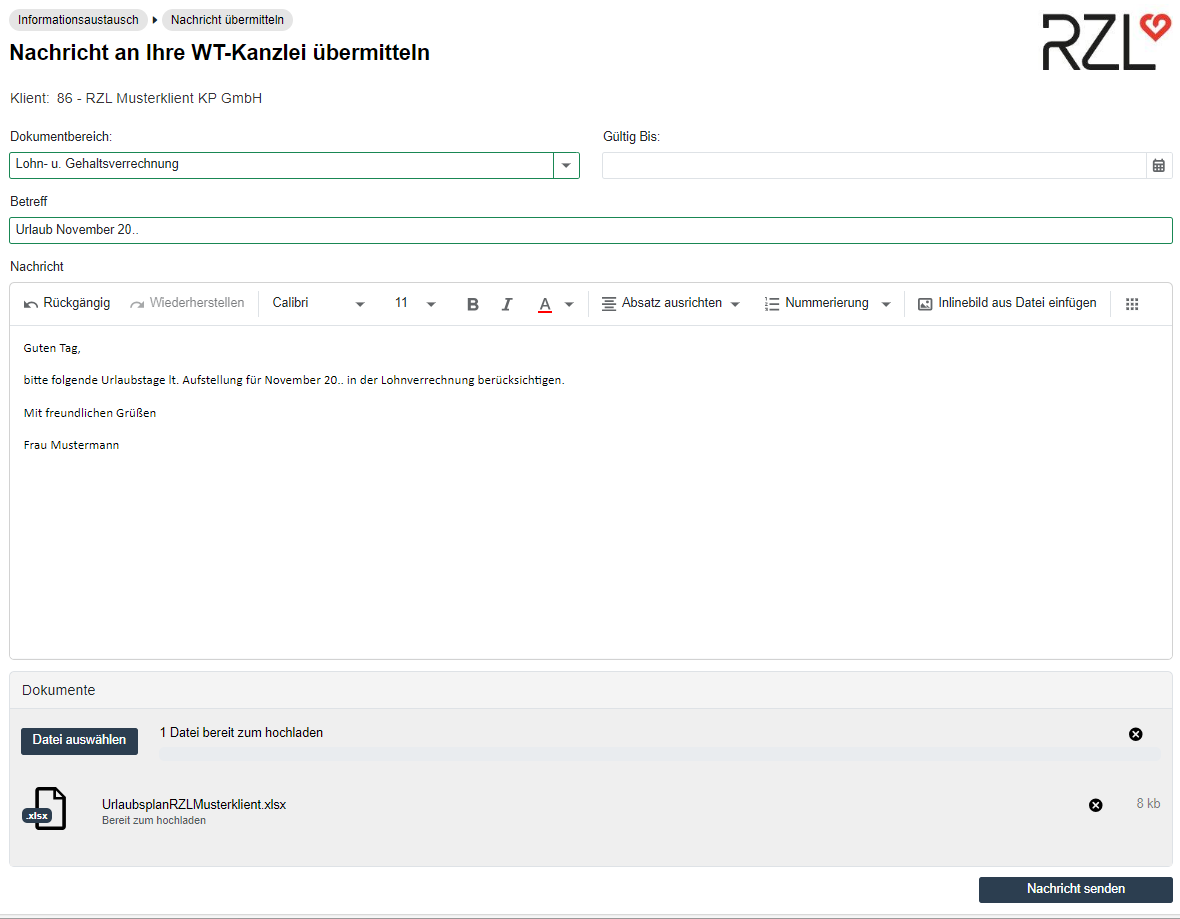 Informationsaustausch Nachricht übermitteln
RZL
Nachricht an Ihre WT-Kanzlei übermitteln
Klient: 86 - RZL Musterklient KP GmbH
Dokumentbereich: Gültig Bis:
Lohn- u. Gehaltsverrechnung
Betreff
Urlaub November 20..
Nachricht
Rückgängig Wiederherstellen Calibri 11 B I A Absatz ausrichten Nummerierung Inlinebild aus Datei einfügen
Guten Tag,
bitte folgende Urlaubstage lt. Aufstellung für November 20.. in der Lohnverrechnung berücksichtigen.
Mit freundlichen Grüßen
Frau Mustermann
Dokumente
Datei auswählen 1 Datei bereit zum hochladen
.xlsx UrlaubsplanRZLMusterklient.xlsx 8 kb
Bereit zum hochladen
Nachricht senden